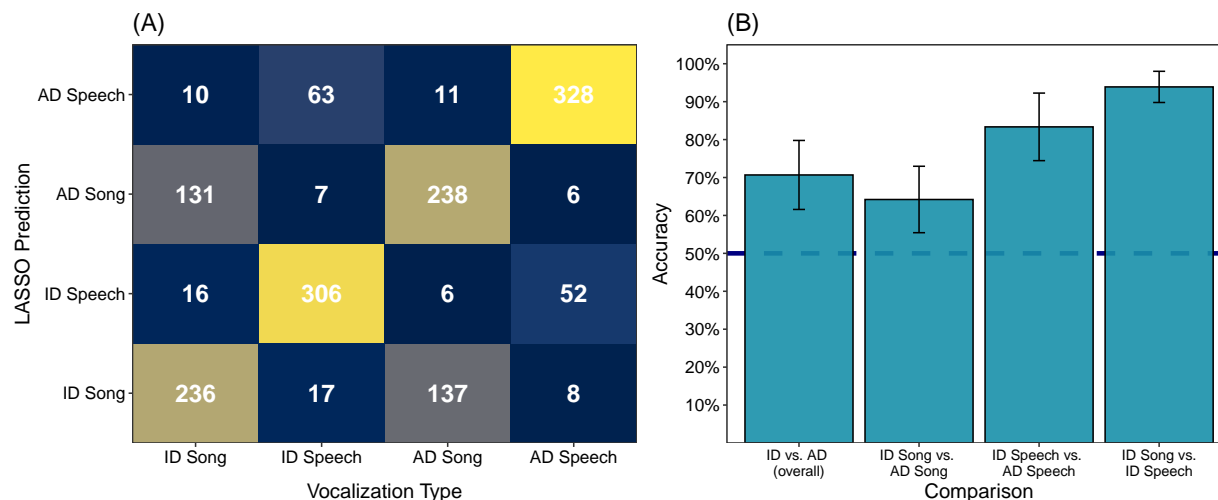 (A)
LASSO Prediction
AD Speech
10 63 11 328
AD Song
131 7 238 6
ID Speech
16 306 6 52
ID Song
236 17 137 8
ID Song ID Speech AD Song AD Speech
Vocalization Type
(B)
Accuracy
100%
90%
80%
70%
60%
50%
40%
30%
20%
10%
ID vs. AD
(overall)
ID Song vs.
AD Song
ID Speech vs.
AD Speech
ID Song vs.
ID Speech
Comparison